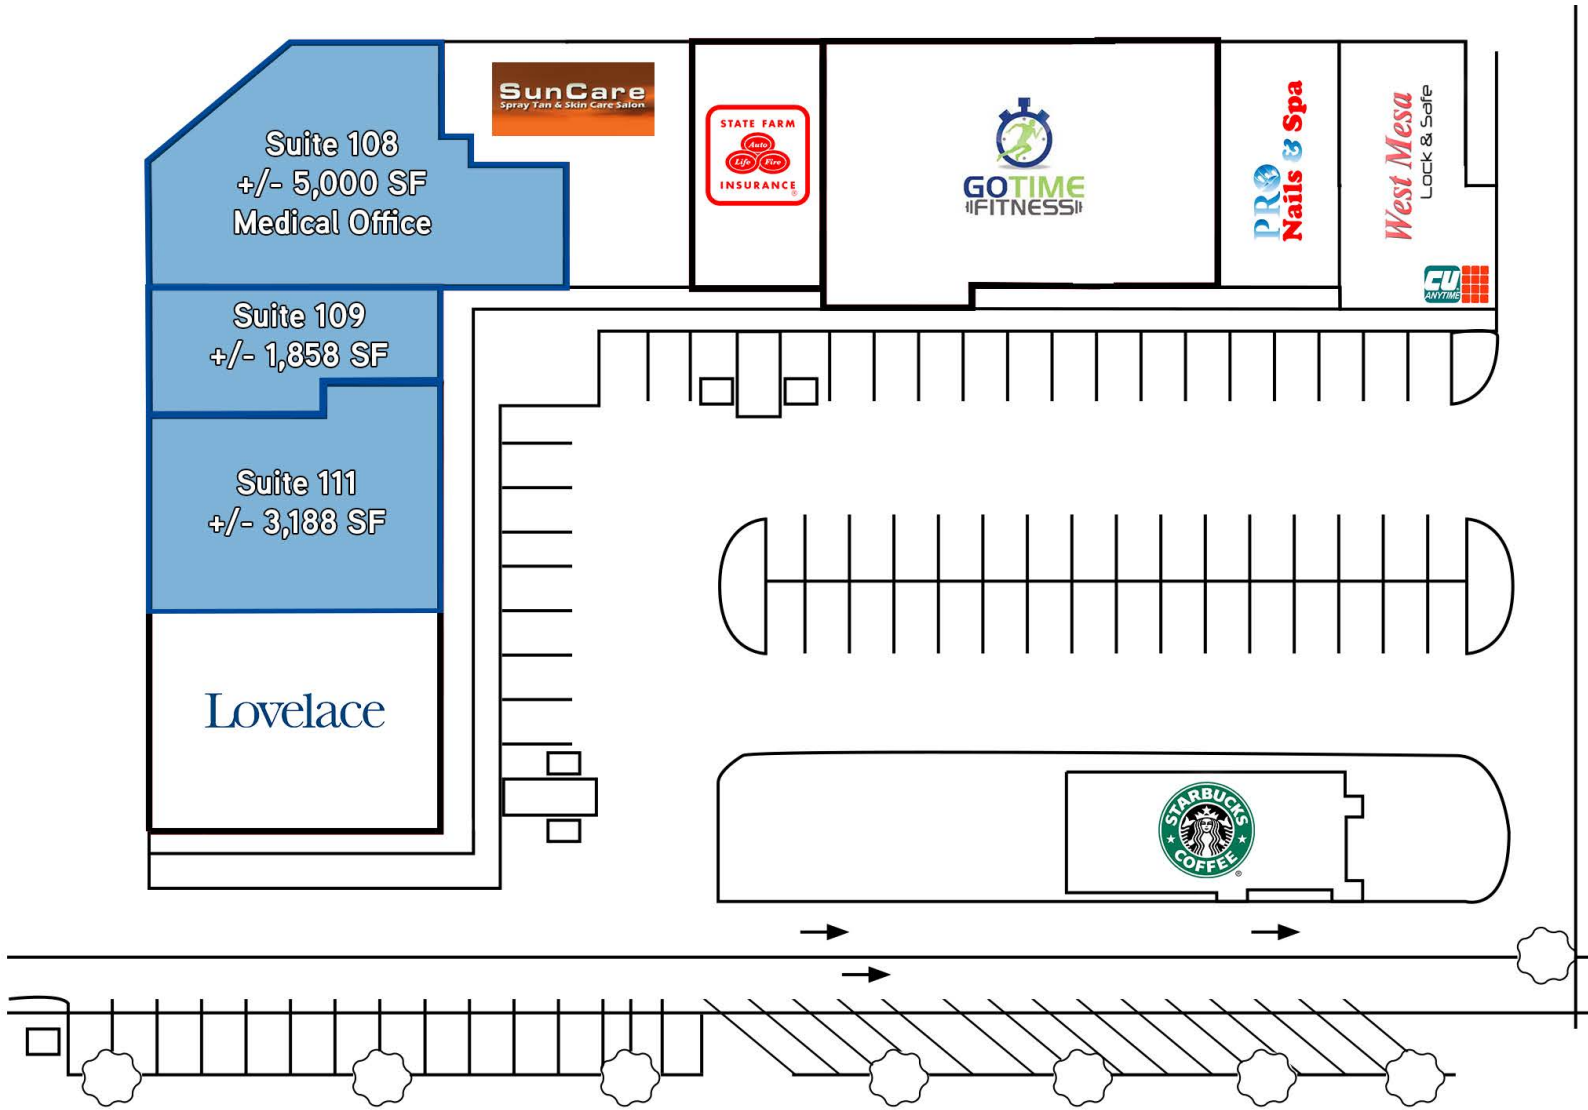 Suite 108
+/- 5,000 SF
Medical Office
SunCare
Spray Tan & Skin Care Salon
STATE FARM
Auto
Life Fire
INSURANCE
®
GOTIME
FITNESS
PRO
Nails & Spa
West Mesa
Lock & Safe
CU
ANYTIME
Suite 109
+/- 1,858 SF
Suite 111
+/- 3,188 SF
Lovelace
STARBUCKS
COFFEE
®